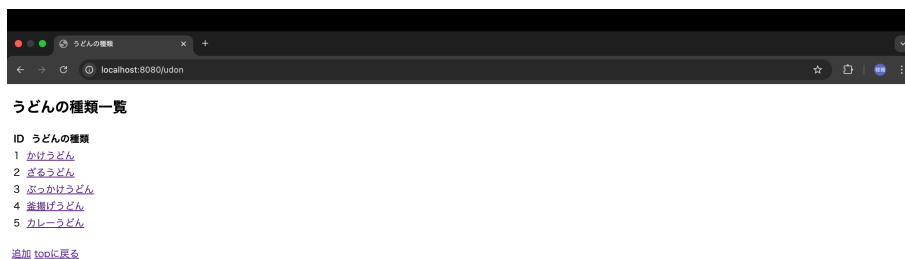 うどんの種類
localhost:8080/udon
うどんの種類一覧
ID うどんの種類
1 かけうどん
2 ざるうどん
3 ぶっかけうどん
4 釜揚げうどん
5 カレーうどん
追加 topに戻る